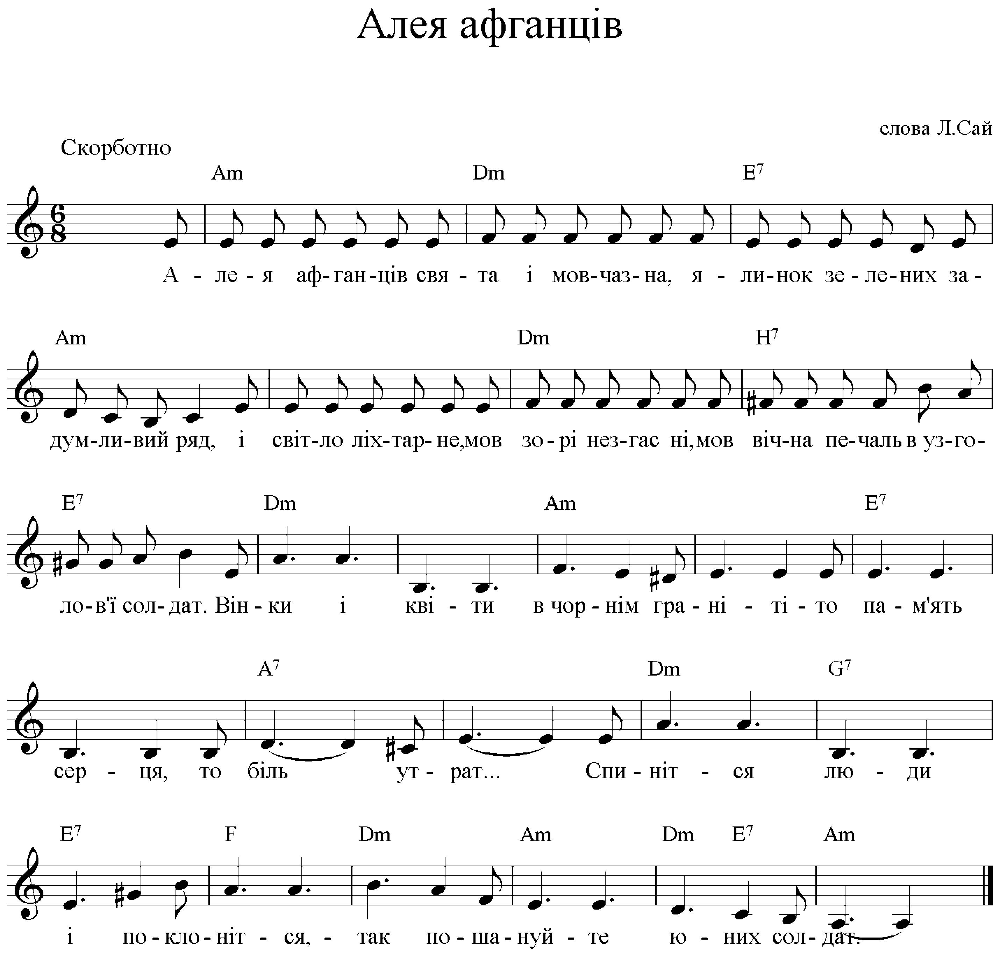 Алея афганців
слова Л.Сай
Скорботно
Am Dm E7
6
8
А - ле - я аф- ган -ців свя - та і мов-чаз- на, я - ли-нок зе - ле- них за -
Am Dm H7
дум-ли-вий ряд, і світ-ло ліх-тар- не,мов зо - рі нез-гас ні,мов віч-на пе-чаль в уз-го-
E7 Dm Am E7
ло-в'ї сол- дат. Він - ки і кві - ти в чор - нім гра - ні - ті - то па - м'ять
A7 Dm G7
сер - ця, то біль ут - рат... Спи - ніт - ся лю - ди
E7 F Dm Am Dm E7 Am
і по - кло - ніт - ся, - так по - ша - нуй - те ю - них сол- дат.